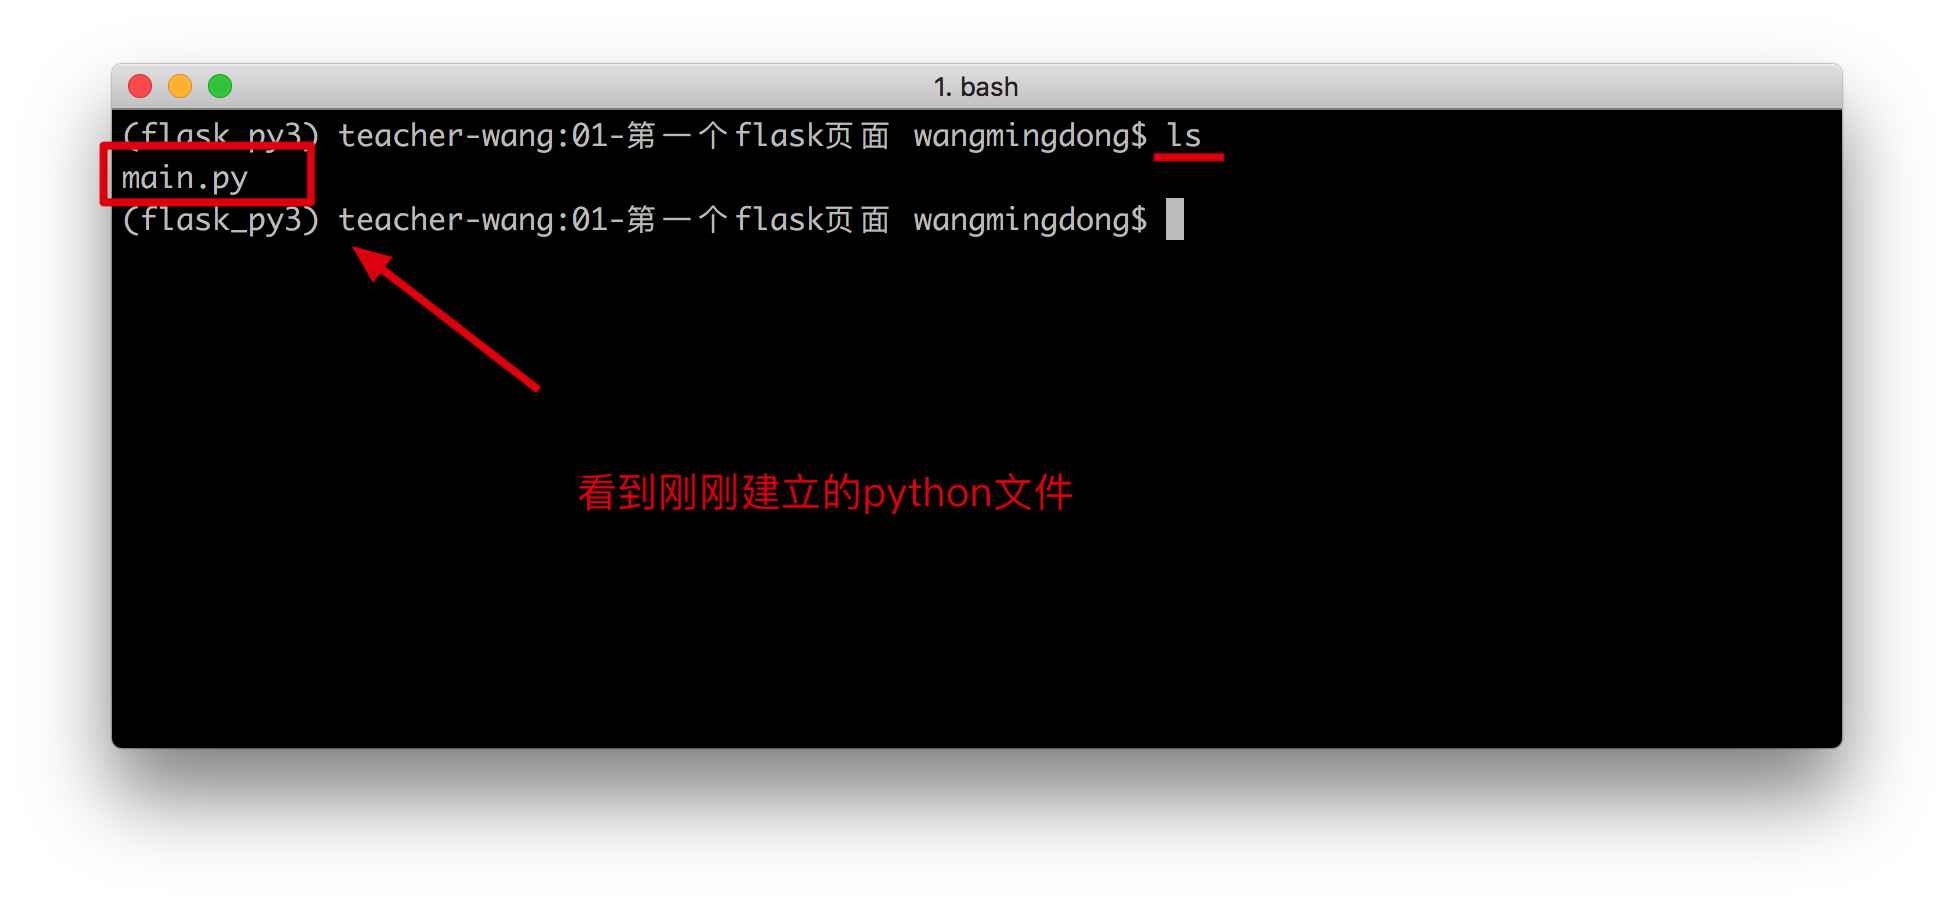 1. bash
(flask_py3) teacher-wang:01-第一个flask页面 wangmingdong$ ls
main.py
(flask_py3) teacher-wang:01-第一个flask页面 wangmingdong$
看到刚刚建立的python文件